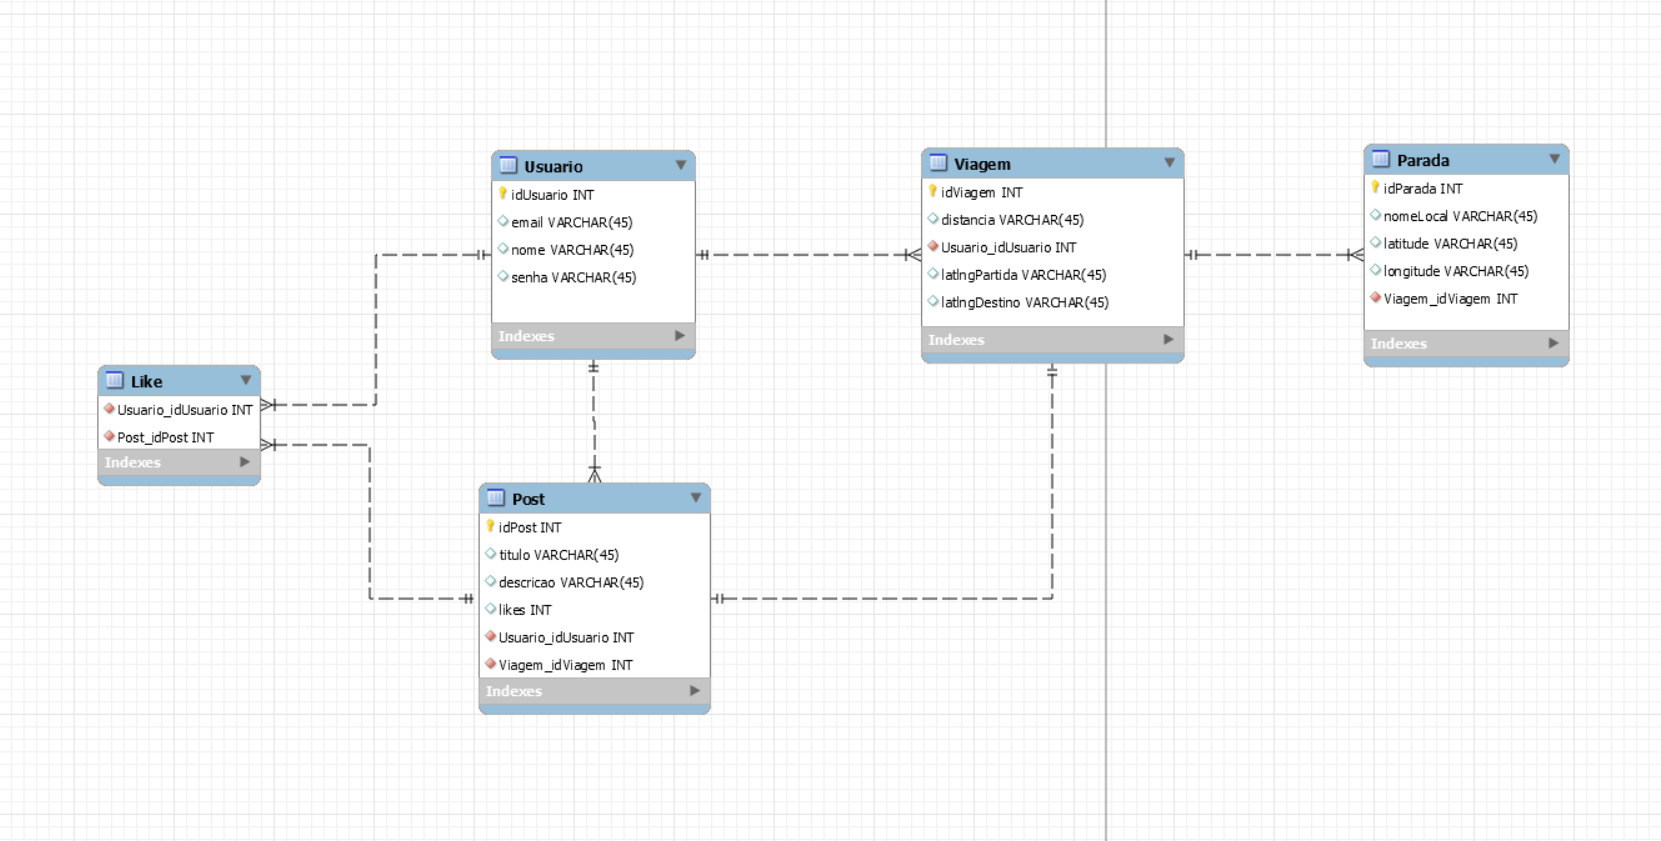 Usuario
idUsuario INT
email VARCHAR(45)
nome VARCHAR(45)
senha VARCHAR(45)
Indexes
Viagem
idViagem INT
distancia VARCHAR(45)
Usuario_idUsuario INT
latlngPartida VARCHAR(45)
latlngDestino VARCHAR(45)
Indexes
Parada
idParada INT
nomeLocal VARCHAR(45)
latitude VARCHAR(45)
longitude VARCHAR(45)
Viagem_idViagem INT
Indexes
Like
Usuario_idUsuario INT
Post_idPost INT
Indexes
Post
idPost INT
titulo VARCHAR(45)
descricao VARCHAR(45)
likes INT
Usuario_idUsuario INT
Viagem_idViagem INT
Indexes